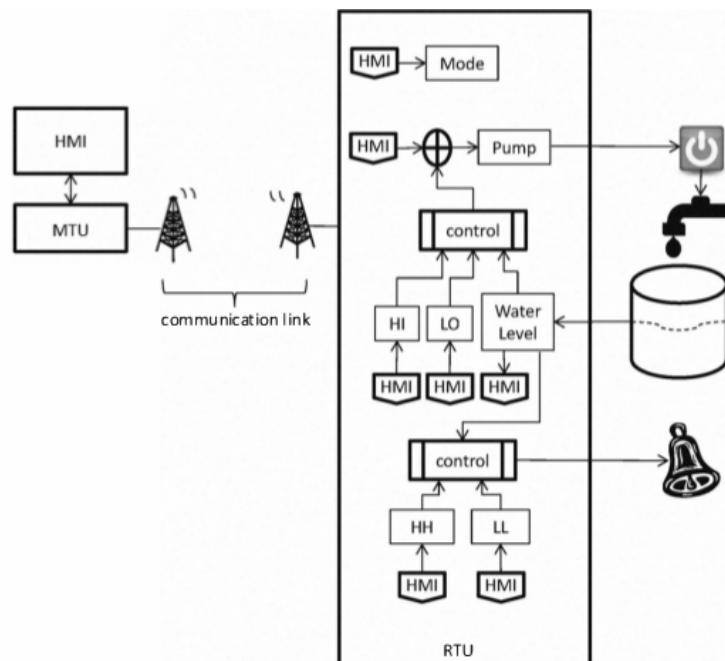 HMI
Mode
HMI
HMI
Pump
MTU
control
communication link
HI
LO
Water
Level
HMI
HMI
HMI
control
HH
LL
HMI
HMI
RTU